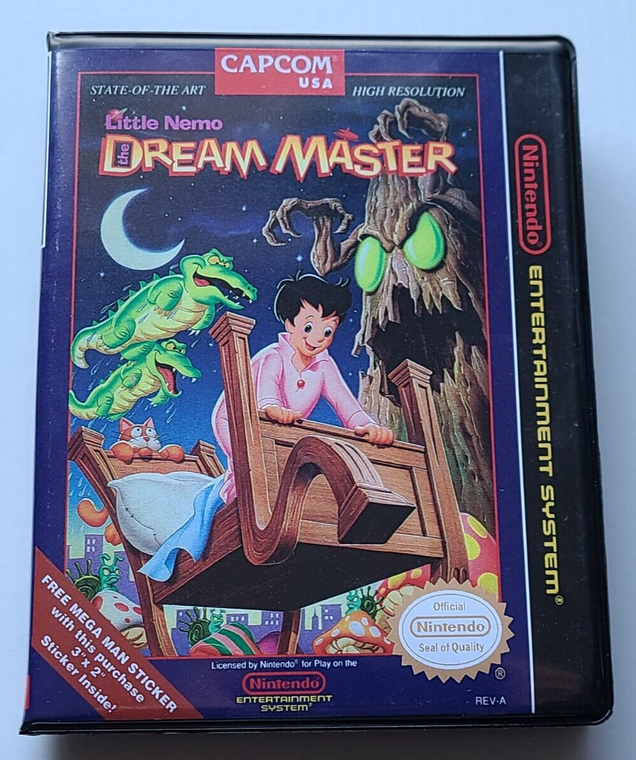 CAPCOM
USA
STATE-OF-THE ART
HIGH RESOLUTION
Little Nemo
the DREAM MASTER
Nintendo
ENTERTAINMENT SYSTEM®
FREE MEGA MAN STICKER
with this purchase
3" x 2"
Sticker Inside!
Official
Nintendo
Seal of Quality
®
Licensed by Nintendo® for Play on the
Nintendo
ENTERTAINMENT
SYSTEM®
REV-A